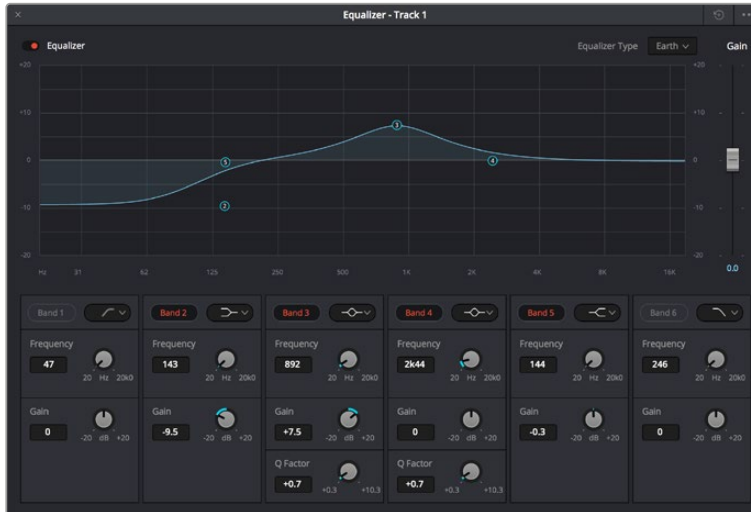 Equalizer - Track 1
Equalizer
Equalizer Type Earth Gain
+20 +20
+10 +10
0 0
-10 -10
-20 -20
Hz 31 62 125 250 500 1K 2K 4K 8K 16K
0.0
5 3 4
2
Band 1 Band 2 Band 3 Band 4 Band 5 Band 6
Frequency Frequency Frequency Frequency Frequency Frequency
47 143 892 2k44 144 246
20 Hz 20k0 20 Hz 20k0 20 Hz 20k0 20 Hz 20k0 20 Hz 20k0 20 Hz 20k0
Gain Gain Gain Gain Gain Gain
0 -9.5 +7.5 0 -0.3 0
-20 dB +20 -20 dB +20 -20 dB +20 -20 dB +20 -20 dB +20 -20 dB +20
Q Factor Q Factor
+0.7 +0.7
+0.3 +10.3 +0.3 +10.3